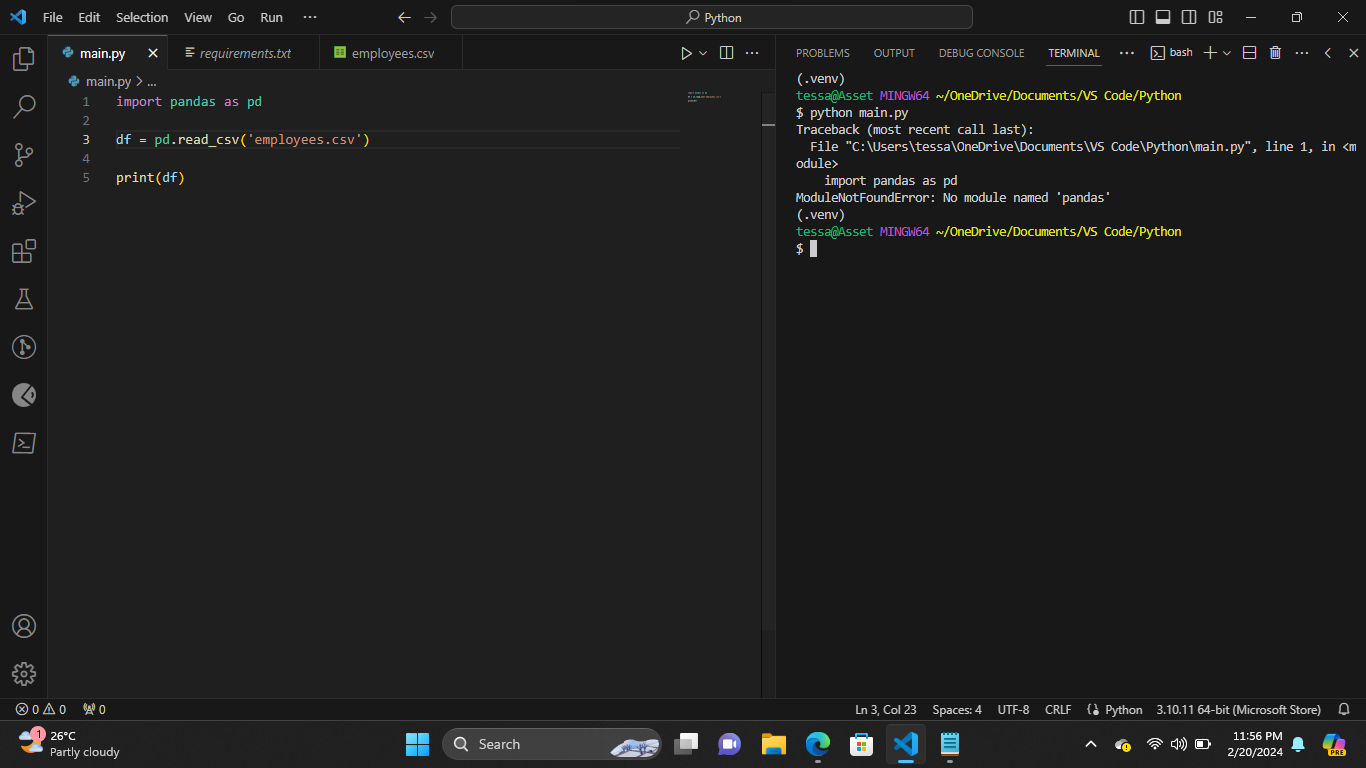 File Edit Selection View Go Run ··· Python
main.py requirements.txt employees.csv
main.py > ...
1 import pandas as pd
2
3 df = pd.read_csv('employees.csv')
4
5 print(df)
PROBLEMS OUTPUT DEBUG CONSOLE TERMINAL ··· bash
(.venv)
tessa@Asset MINGW64 ~/OneDrive/Documents/VS Code/Python
$ python main.py
Traceback (most recent call last):
File "C:\Users\tessa\OneDrive\Documents\VS Code\Python\main.py", line 1, in <m
odule>
import pandas as pd
ModuleNotFoundError: No module named 'pandas'
(.venv)
tessa@Asset MINGW64 ~/OneDrive/Documents/VS Code/Python
$
0 0 0 Ln 3, Col 23 Spaces: 4 UTF-8 CRLF Python 3.10.11 64-bit (Microsoft Store)
1 26°C
Partly cloudy
Search
11:56 PM
2/20/2024
PRE